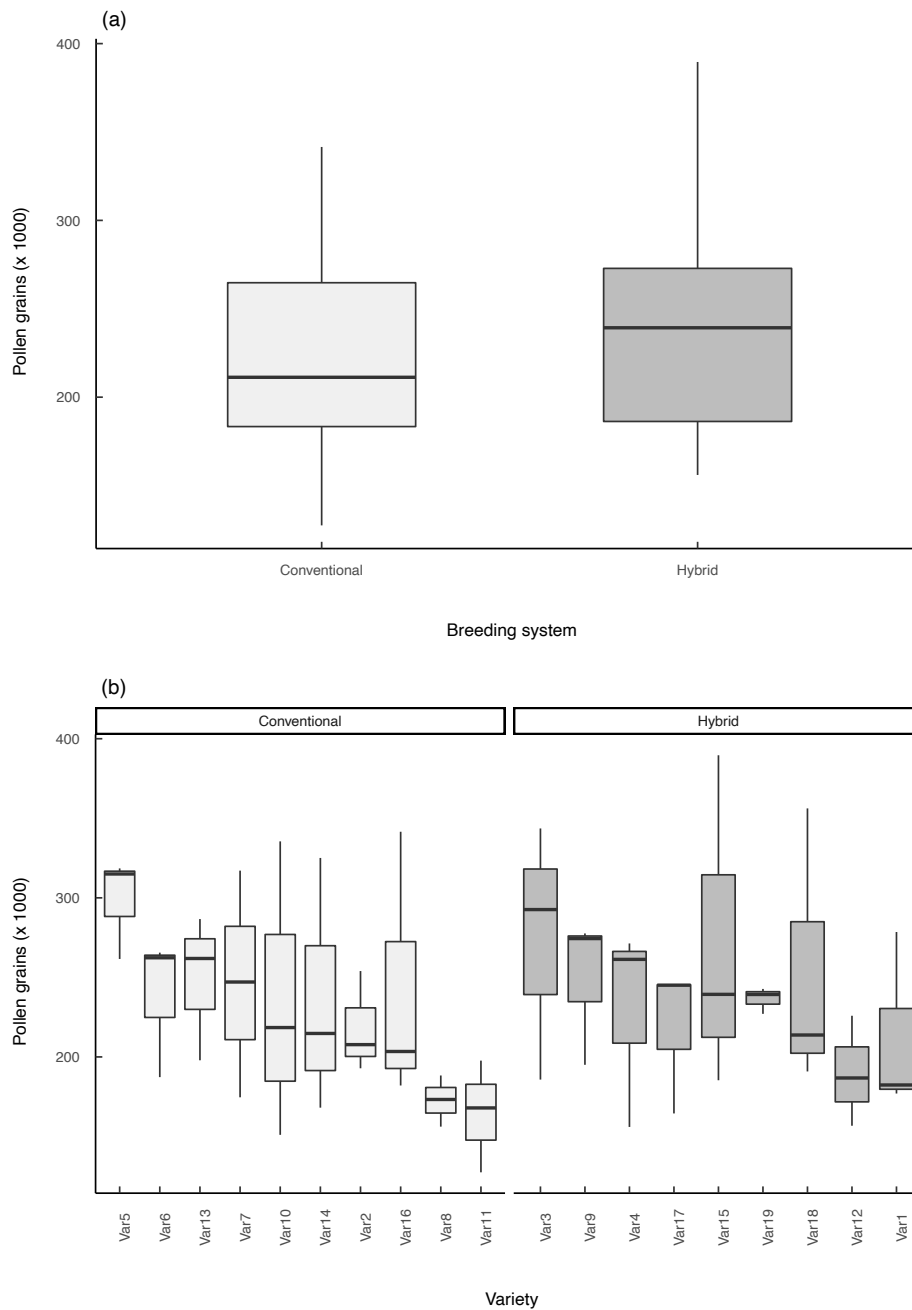 (a)
400
300
200
Pollen grains (x 1000)
Conventional Hybrid
Breeding system
(b)
Conventional Hybrid
400
300
200
Pollen grains (x 1000)
Var5 Var6 Var13 Var7 Var10 Var14 Var2 Var16 Var8 Var11 Var3 Var9 Var4 Var17 Var15 Var19 Var18 Var12 Var1
Variety